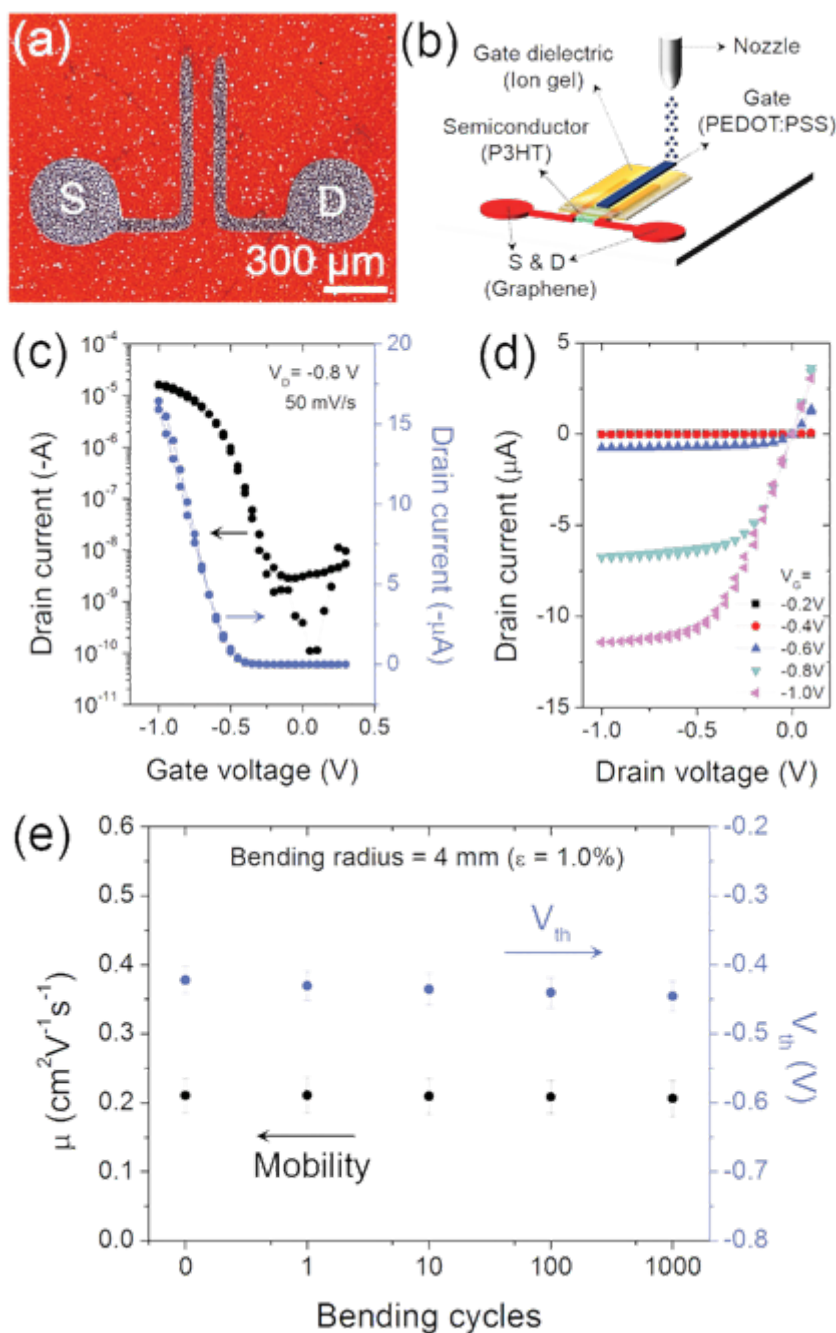 (a)
S
D
300 µm
(b)
Nozzle
Gate dielectric
(Ion gel)
Gate
(PEDOT:PSS)
Semiconductor
(P3HT)
S & D
(Graphene)
(c)
V_D= -0.8 V
50 mV/s
10⁻⁴
10⁻⁵
10⁻⁶
10⁻⁷
10⁻⁸
10⁻⁹
10⁻¹⁰
10⁻¹¹
Drain current (-A)
20
15
10
5
0
Drain current (-µA)
-1.0
-0.5
0.0
0.5
Gate voltage (V)
(d)
5
0
-5
-10
-15
Drain current (µA)
V_G=
-0.2V
-0.4V
-0.6V
-0.8V
-1.0V
-1.0
-0.5
0.0
Drain voltage (V)
(e)
Bending radius = 4 mm (ε = 1.0%)
V_th
Mobility
0.6
0.5
0.4
0.3
0.2
0.1
0.0
µ (cm²V⁻¹s⁻¹)
-0.2
-0.3
-0.4
-0.5
-0.6
-0.7
-0.8
V_th (V)
0
1
10
100
1000
Bending cycles